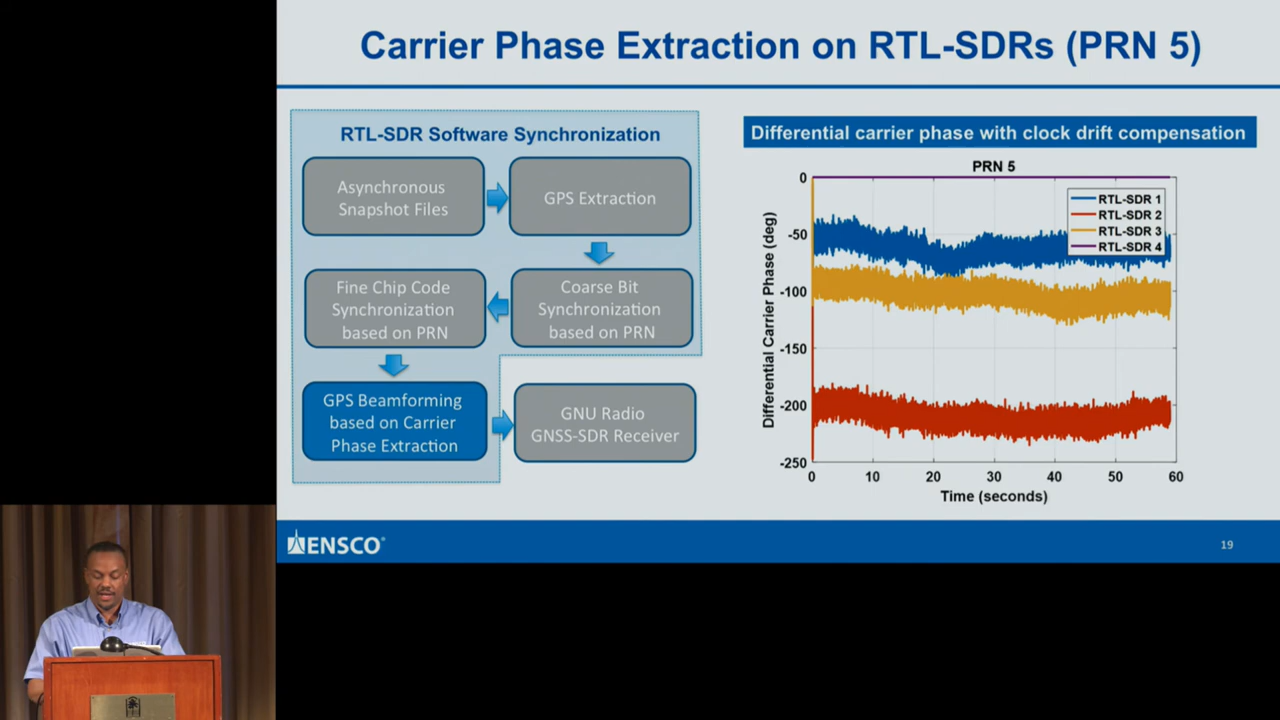 Carrier Phase Extraction on RTL-SDRs (PRN 5)
RTL-SDR Software Synchronization
Asynchronous
Snapshot Files
GPS Extraction
Fine Chip Code
Synchronization
based on PRN
Coarse Bit
Synchronization
based on PRN
GPS Beamforming
based on Carrier
Phase Extraction
GNU Radio
GNSS-SDR Receiver
Differential carrier phase with clock drift compensation
PRN 5
RTL-SDR 1
RTL-SDR 2
RTL-SDR 3
RTL-SDR 4
Differential Carrier Phase (deg)
0
-50
-100
-150
-200
-250
0 10 20 30 40 50 60
Time (seconds)
ENSCO®
19